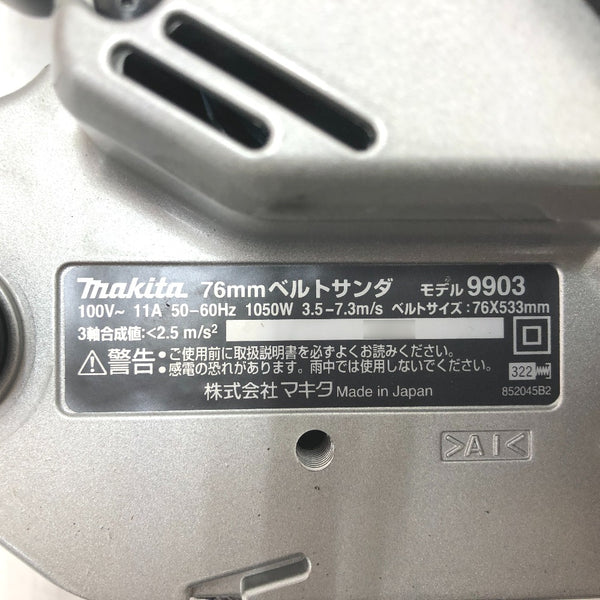 makita 76mmベルトサンダ モデル 9903
100V~ 11A 50-60Hz 1050W 3.5-7.3m/s ベルトサイズ:76X533mm
3軸合成値:<2.5 m/s²
⚠警告:●ご使用前に取扱説明書を必ずよくお読みください。
●感電の恐れがあります。雨中では使用しないでください。
322
株式会社 マキタ Made in Japan
852045B2
>AI<